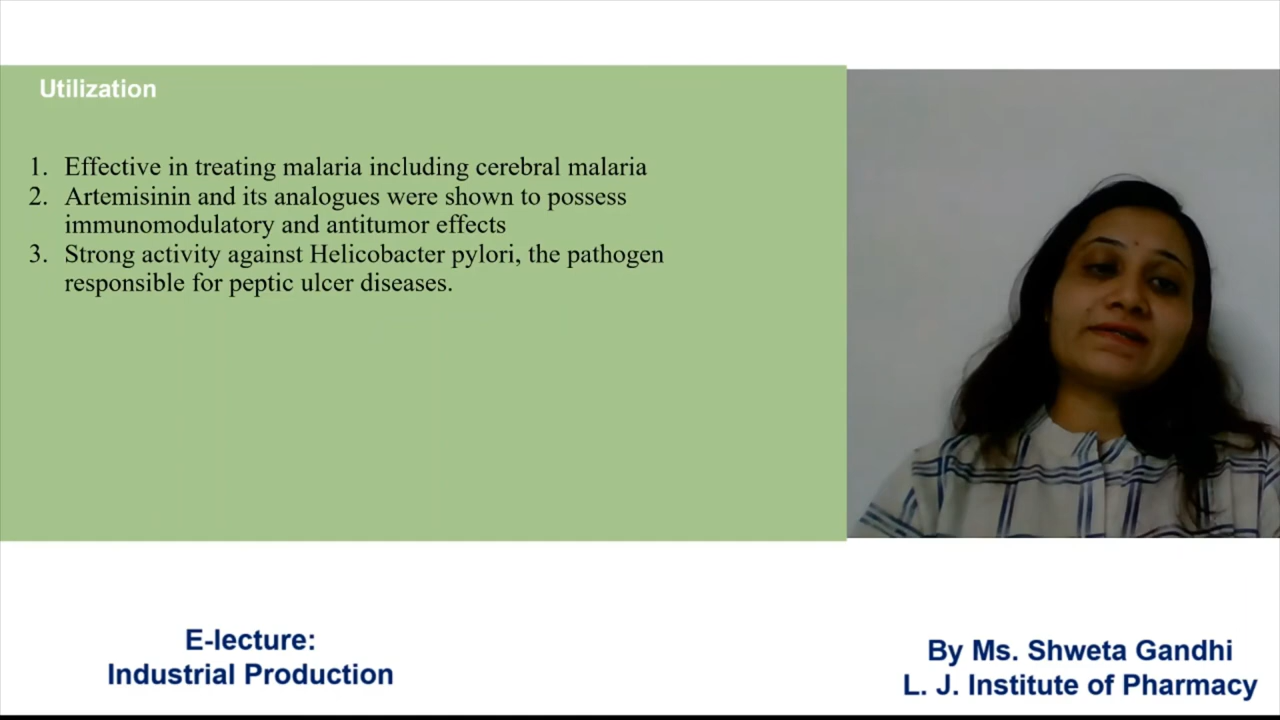 Utilization
1. Effective in treating malaria including cerebral malaria
2. Artemisinin and its analogues were shown to possess
immunomodulatory and antitumor effects
3. Strong activity against Helicobacter pylori, the pathogen
responsible for peptic ulcer diseases.
E-lecture:
Industrial Production
By Ms. Shweta Gandhi
L. J. Institute of Pharmacy